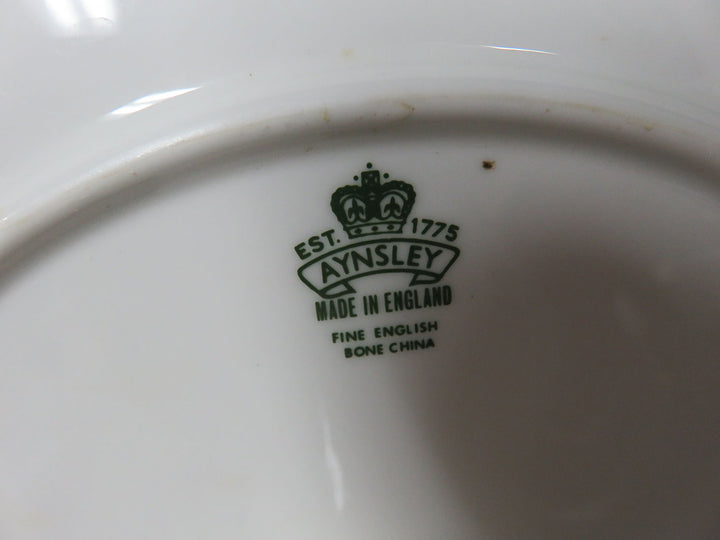 EST. 1775
AYNSLEY
MADE IN ENGLAND
FINE ENGLISH
BONE CHINA